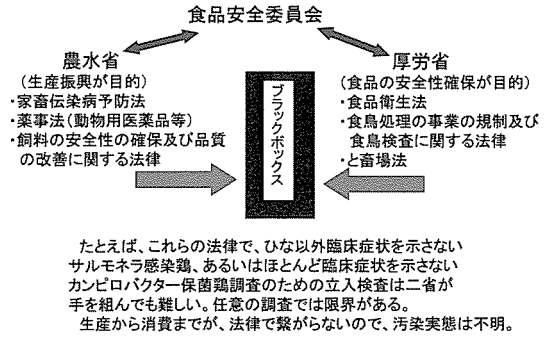 食品安全委員会
農水省
（生産振興が目的）
・家畜伝染病予防法
・薬事法（動物用医薬品等）
・飼料の安全性の確保及び品質
の改善に関する法律
ブラックボックス
厚労省
（食品の安全性確保が目的）
・食品衛生法
・食鳥処理の事業の規制及び
食鳥検査に関する法律
・と畜場法
たとえば、これらの法律で、ひな以外臨床症状を示さない
サルモネラ感染鶏、あるいはほとんど臨床症状を示さない
カンピロバクター保菌鶏調査のための立入検査は二省が
手を組んでも難しい。任意の調査では限界がある。
生産から消費までが、法律で繋がらないので、汚染実態は不明。